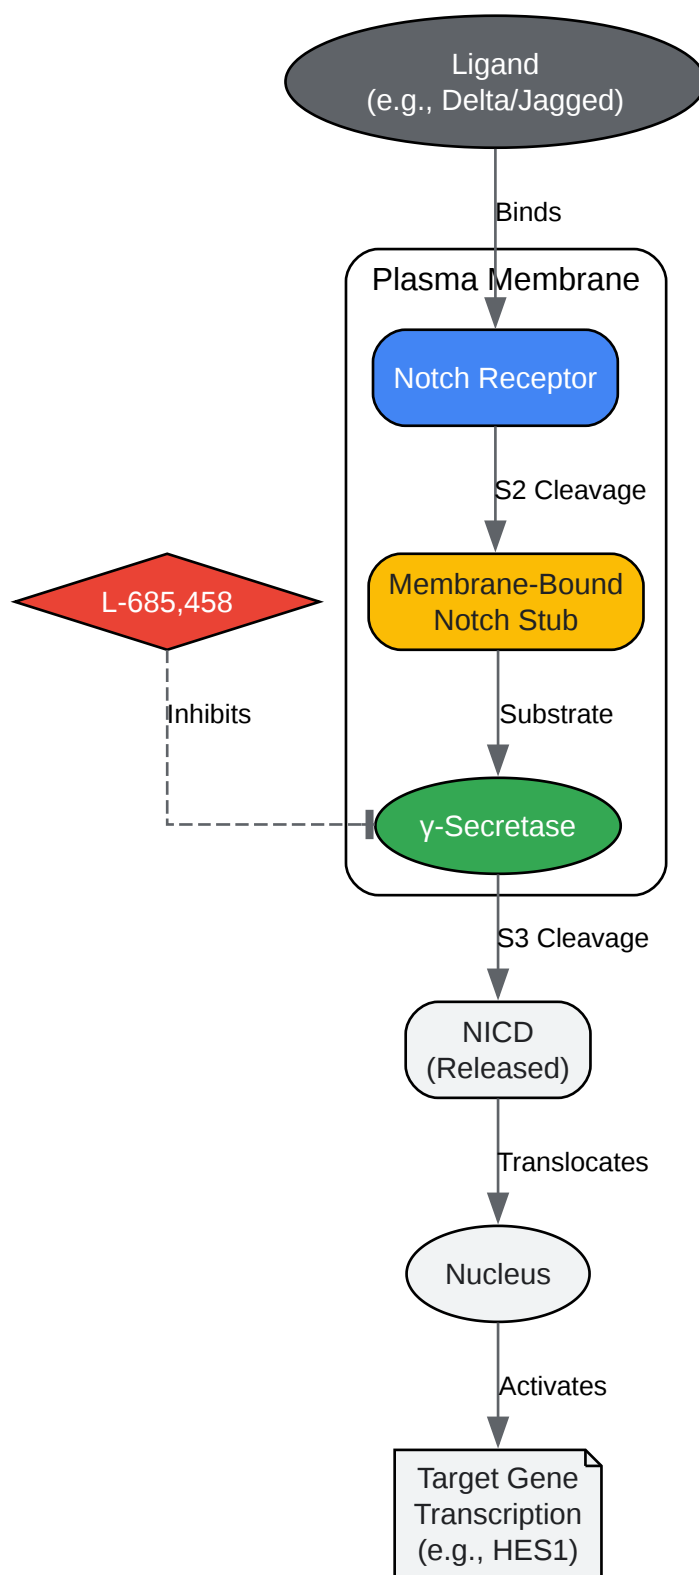 Ligand
(e.g., Delta/Jagged)
Binds
Plasma Membrane
Notch Receptor
S2 Cleavage
Membrane-Bound
Notch Stub
L-685,458
Inhibits
Substrate
γ-Secretase
S3 Cleavage
NICD
(Released)
Translocates
Nucleus
Activates
Target Gene
Transcription
(e.g., HES1)